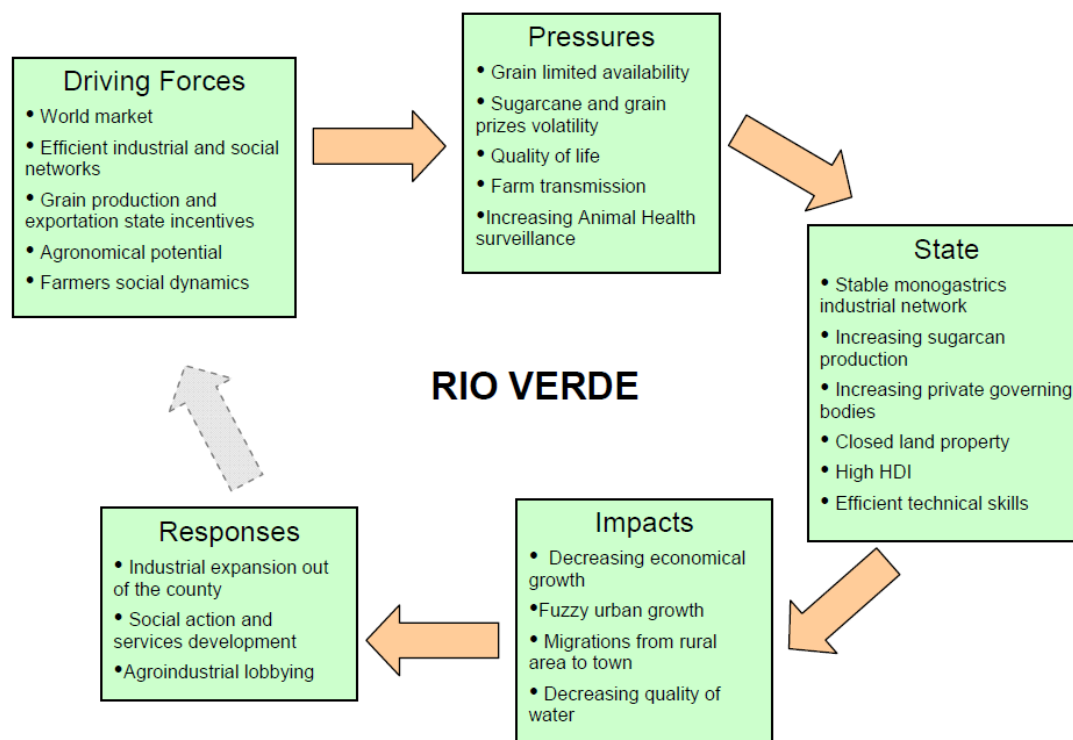 Driving Forces
• World market
• Efficient industrial and social
networks
• Grain production and
exportation state incentives
• Agronomical potential
• Farmers social dynamics
Pressures
• Grain limited availability
• Sugarcane and grain
prizes volatility
• Quality of life
• Farm transmission
•Increasing Animal Health
surveillance
State
• Stable monogastrics
industrial network
• Increasing sugarcan
production
• Increasing private governing
bodies
• Closed land property
• High HDI
• Efficient technical skills
RIO VERDE
Impacts
• Decreasing economical
growth
•Fuzzy urban growth
• Migrations from rural
area to town
• Decreasing quality of
water
Responses
• Industrial expansion out
of the county
• Social action and
services development
•Agroindustrial lobbying